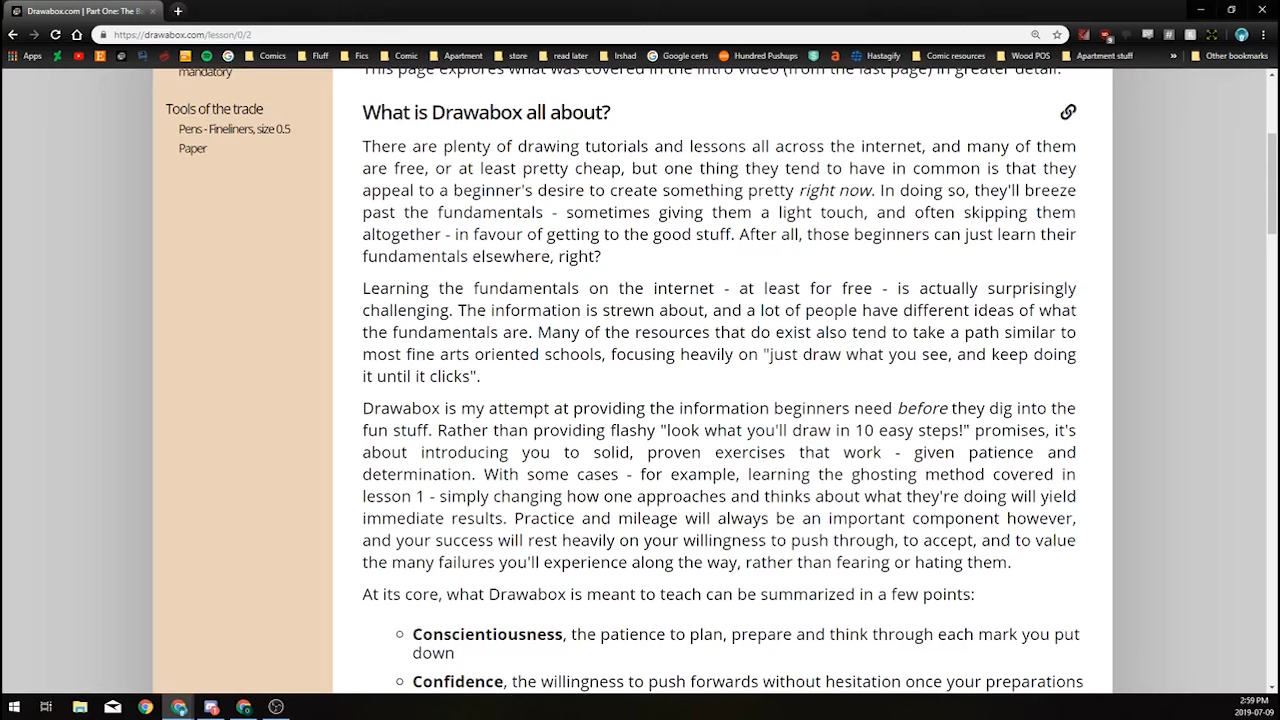 Drawabox.com | Part One: The B
https://drawabox.com/lesson/0/2
Apps
Comics
Fluff
Fics
Comic
Apartment
store
read later
Irshad
Google certs
Hundred Pushups
Hastagify
Comic resources
Wood POS
Apartment stuff
»
Other bookmarks
mandatory
Tools of the trade
Pens - Fineliners, size 0.5
Paper
This page explores what was covered in the intro video (from the last page) in greater detail.
What is Drawabox all about?
There are plenty of drawing tutorials and lessons all across the internet, and many of them
are free, or at least pretty cheap, but one thing they tend to have in common is that they
appeal to a beginner's desire to create something pretty right now. In doing so, they'll breeze
past the fundamentals - sometimes giving them a light touch, and often skipping them
altogether - in favour of getting to the good stuff. After all, those beginners can just learn their
fundamentals elsewhere, right?
Learning the fundamentals on the internet - at least for free - is actually surprisingly
challenging. The information is strewn about, and a lot of people have different ideas of what
the fundamentals are. Many of the resources that do exist also tend to take a path similar to
most fine arts oriented schools, focusing heavily on "just draw what you see, and keep doing
it until it clicks".
Drawabox is my attempt at providing the information beginners need before they dig into the
fun stuff. Rather than providing flashy "look what you'll draw in 10 easy steps!" promises, it's
about introducing you to solid, proven exercises that work - given patience and
determination. With some cases - for example, learning the ghosting method covered in
lesson 1 - simply changing how one approaches and thinks about what they're doing will yield
immediate results. Practice and mileage will always be an important component however,
and your success will rest heavily on your willingness to push through, to accept, and to value
the many failures you'll experience along the way, rather than fearing or hating them.
At its core, what Drawabox is meant to teach can be summarized in a few points:
Conscientiousness, the patience to plan, prepare and think through each mark you put
down
Confidence, the willingness to push forwards without hesitation once your preparations
2:59 PM
2019-07-09